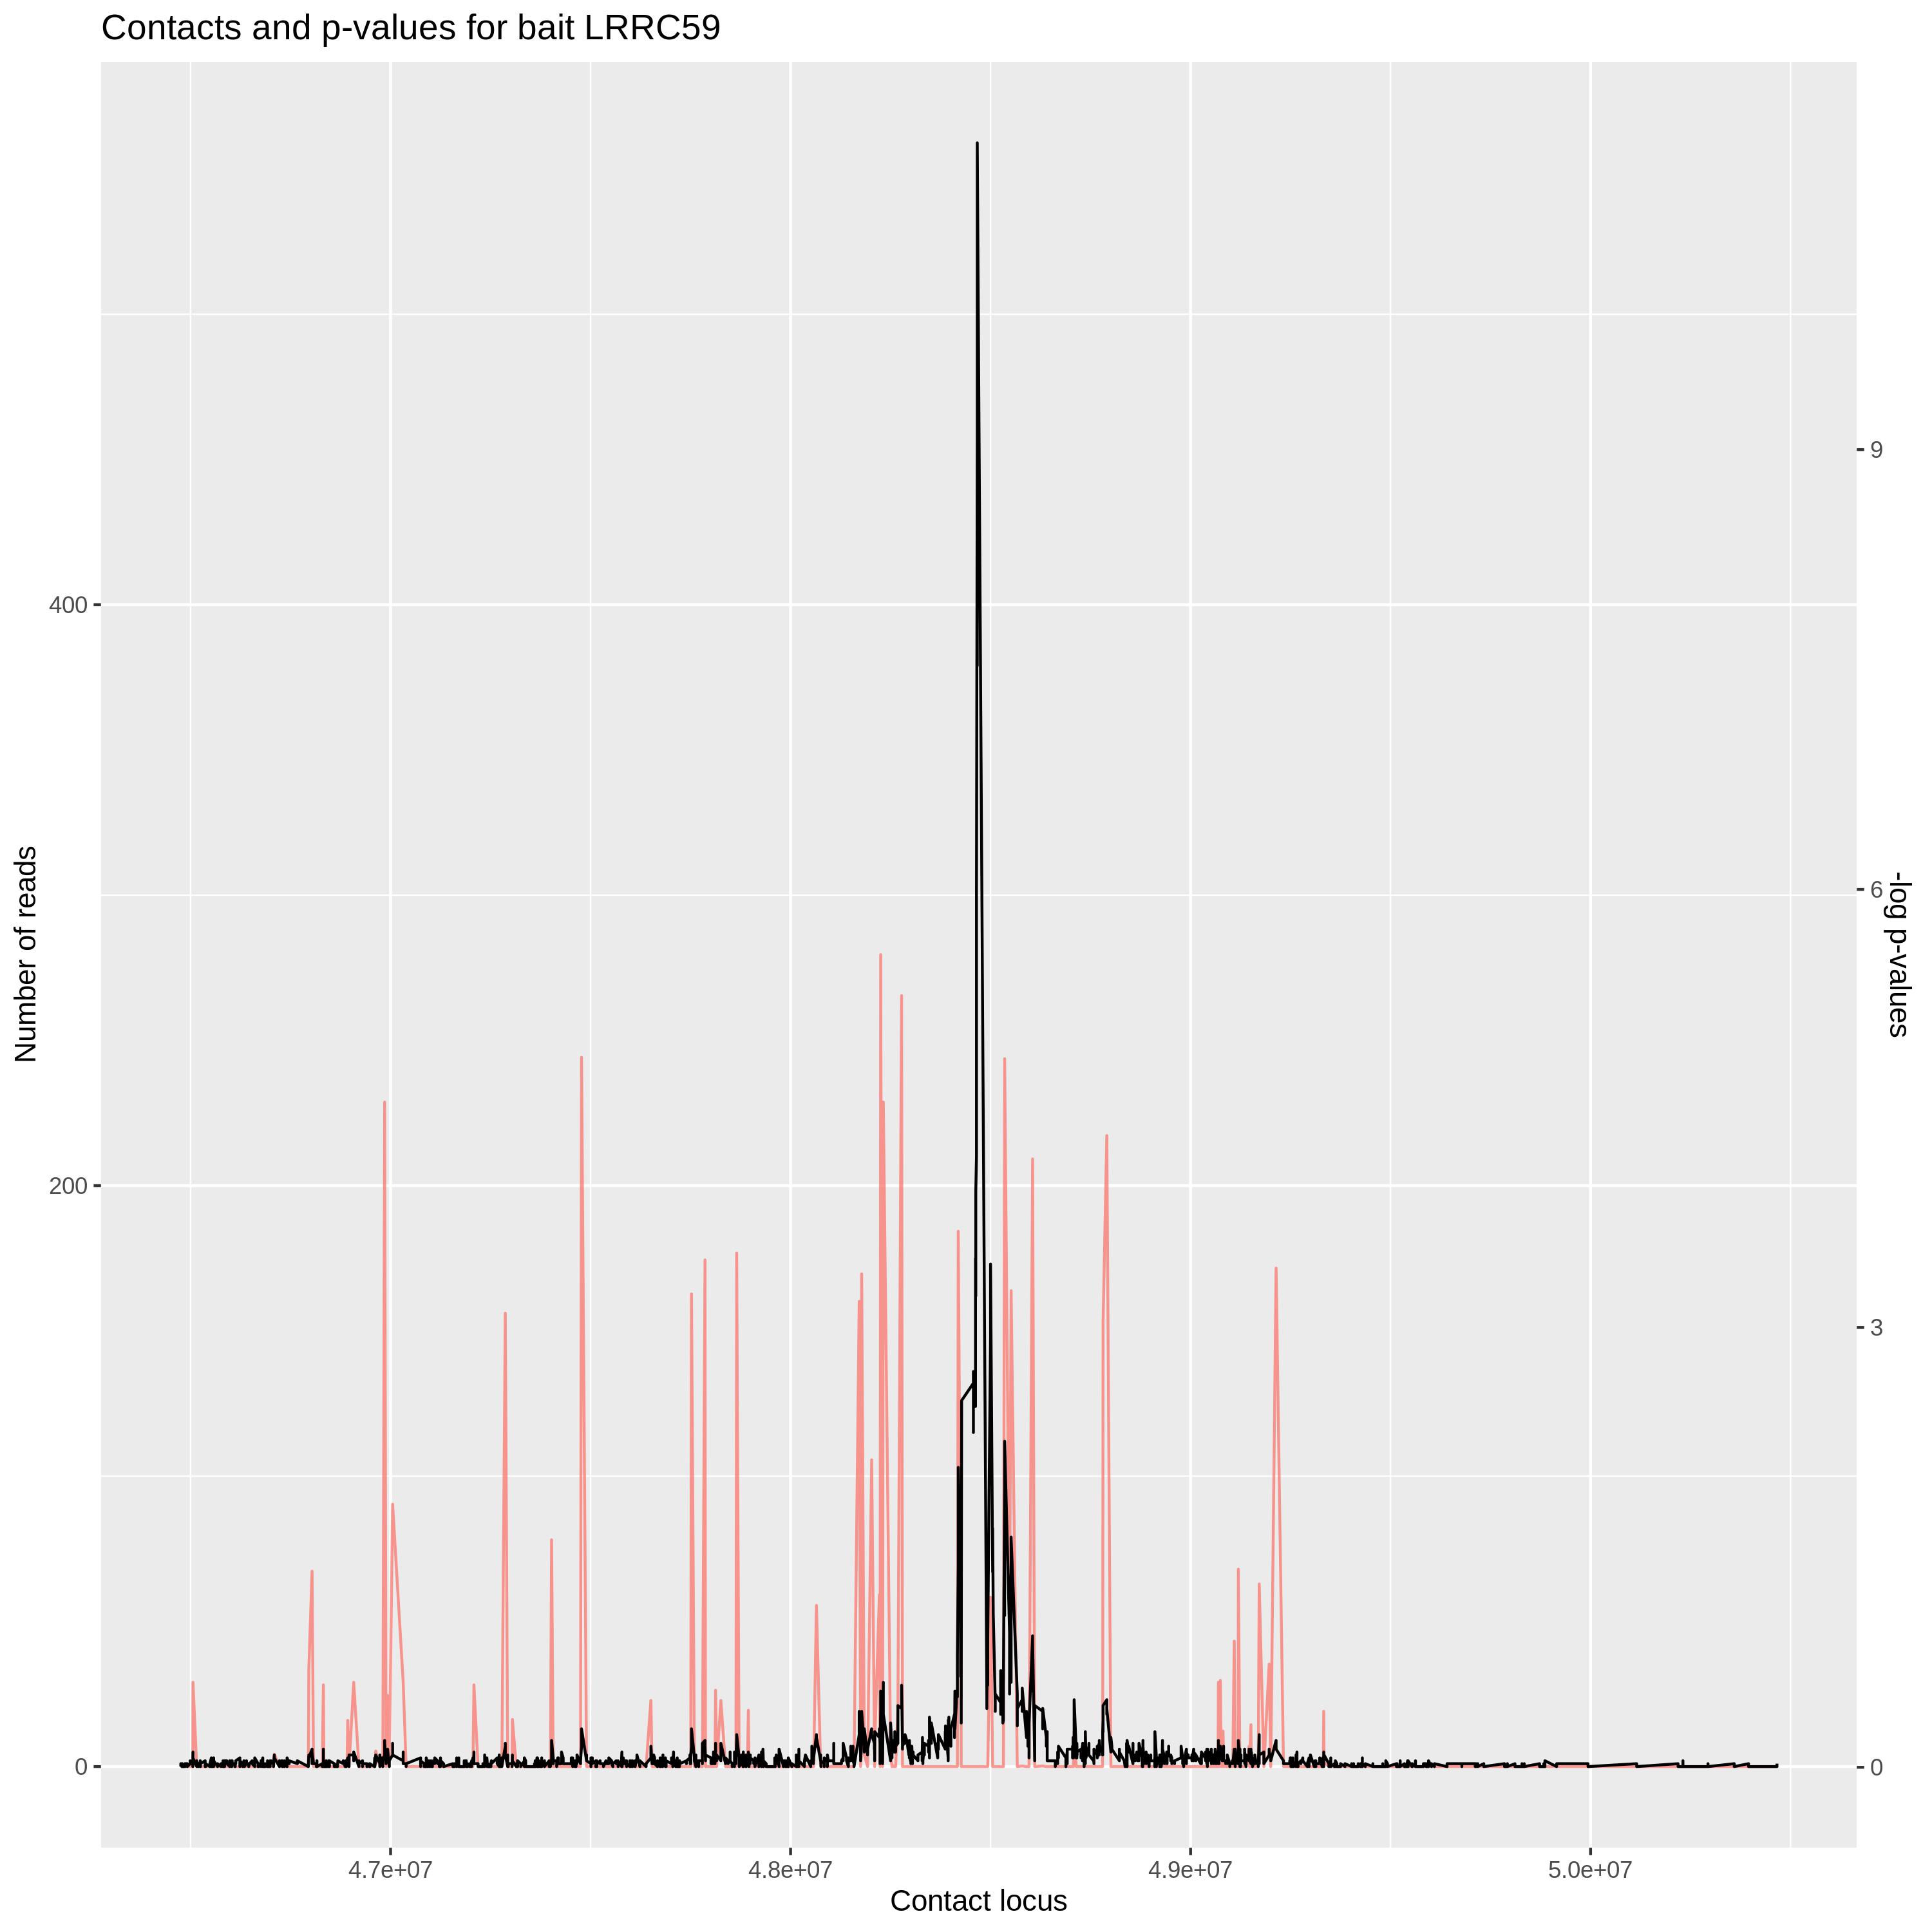 Contacts and p-values for bait LRRC59
Number of reads
400
200
0
9
6
3
0
-log p-values
4.7e+07 4.8e+07 4.9e+07 5.0e+07
Contact locus